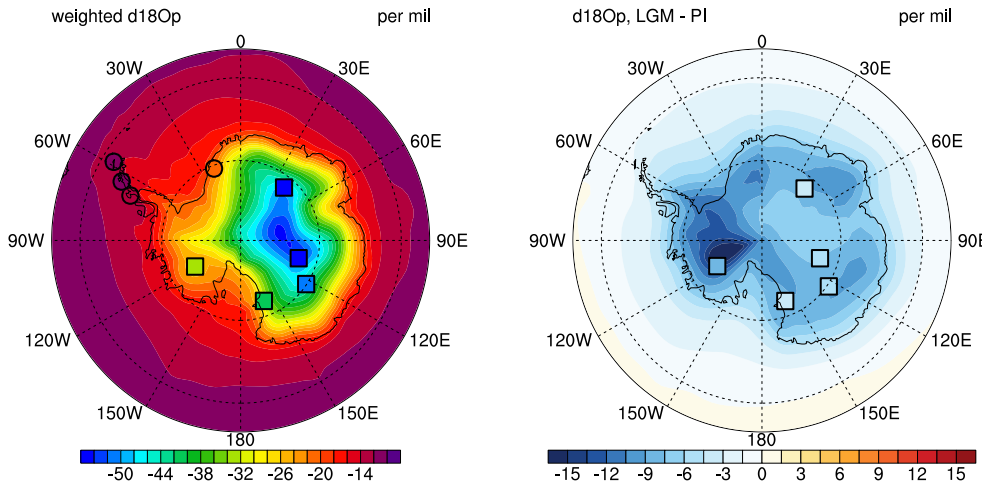 weighted d18Op per mil
0
30W 30E
60W 60E
90W 90E
120W 120E
150W 150E
180
-50 -44 -38 -32 -26 -20 -14
d18Op, LGM - PI per mil
0
30W 30E
60W 60E
90W 90E
120W 120E
150W 150E
180
-15 -12 -9 -6 -3 0 3 6 9 12 15